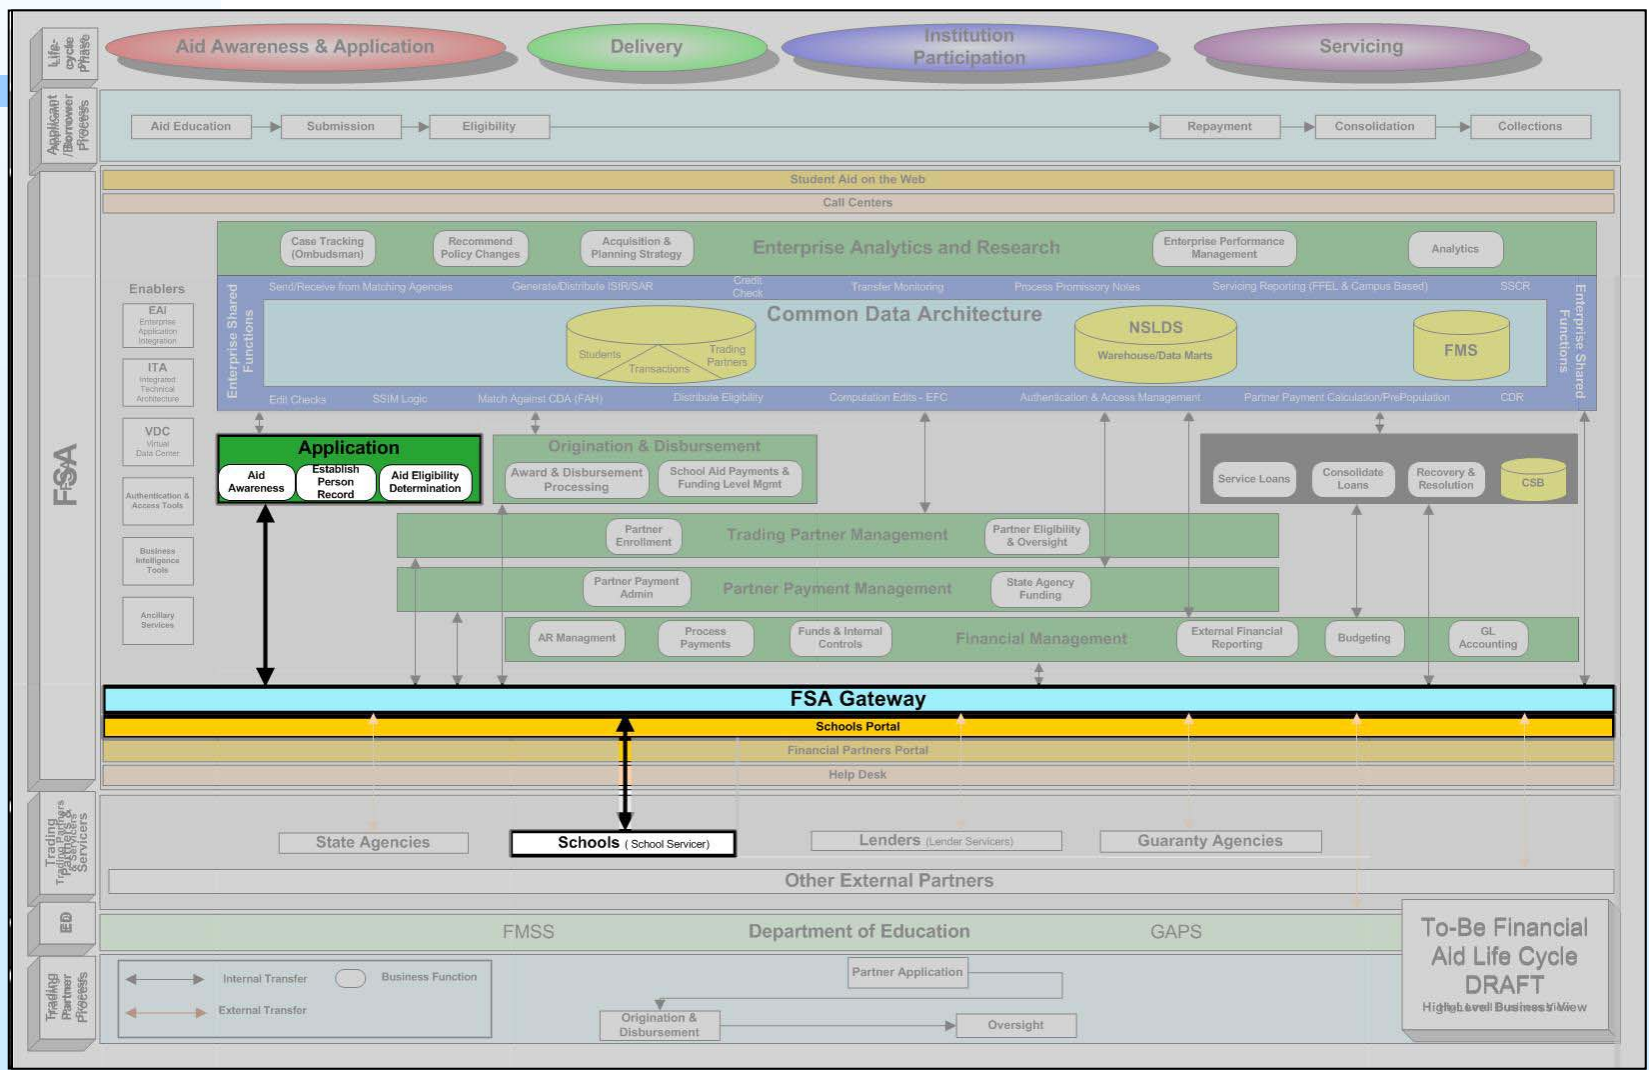 Life-
cycle
Phase
Aid Awareness & Application
Delivery
Institution
Participation
Servicing
Applicant
/Borrower
Process
Aid Education
Submission
Eligibility
Repayment
Consolidation
Collections
FSA
Student Aid on the Web
Call Centers
Case Tracking
(Ombudsman)
Recommend
Policy Changes
Acquisition &
Planning Strategy
Enterprise Analytics and Research
Enterprise Performance
Management
Analytics
Enablers
EAI
Enterprise
Application
Integration
ITA
Integrated
Technical
Architecture
VDC
Virtual
Data Center
Authentication &
Access Tools
Business
Intelligence
Tools
Ancillary
Services
Enterprise Shared
Functions
Send/Receive from Matching Agencies
Generate/Distribute ISIR/SAR
Credit
Check
Transfer Monitoring
Process Promissory Notes
Servicing Reporting (FFEL & Campus Based)
SSCR
Enterprise Shared
Functions
Common Data Architecture
Students
Transactions
Trading
Partners
NSLDS
Warehouse/Data Marts
FMS
Edit Checks
SSIM Logic
Match Against CDA (FAH)
Distribute Eligibility
Computation Edits - EFC
Authentication & Access Management
Partner Payment Calculation/PrePopulation
CDR
Application
Aid
Awareness
Establish
Person
Record
Aid Eligibility
Determination
Origination & Disbursement
Award & Disbursement
Processing
School Aid Payments &
Funding Level Mgmt
Service Loans
Consolidate
Loans
Recovery &
Resolution
CSB
Partner
Enrollment
Trading Partner Management
Partner Eligibility
& Oversight
Partner Payment
Admin
Partner Payment Management
State Agency
Funding
AR Managment
Process
Payments
Funds & Internal
Controls
Financial Management
External Financial
Reporting
Budgeting
GL
Accounting
FSA Gateway
Schools Portal
Financial Partners Portal
Help Desk
Trading
Partners &
Servicers
State Agencies
Schools ( School Servicer)
Lenders (Lender Servicers)
Guaranty Agencies
Other External Partners
ED
FMSS
Department of Education
GAPS
Trading
Partner
Process
Internal Transfer
Business Function
External Transfer
Partner Application
Origination &
Disbursement
Oversight
To-Be Financial
Aid Life Cycle
DRAFT
High-Level Business View